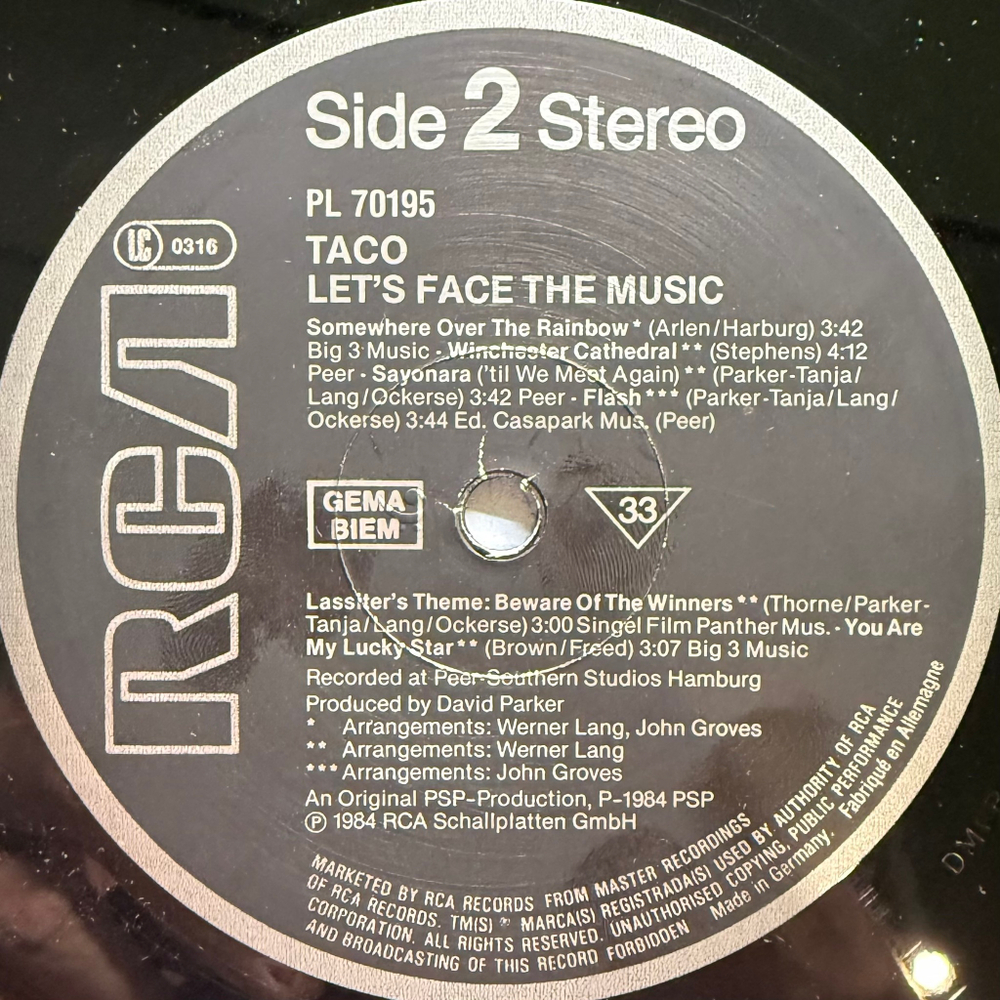 Side 2 Stereo
PL 70195
LC 0316
TACO
LET'S FACE THE MUSIC
Somewhere Over The Rainbow * (Arlen/Harburg) 3:42
Big 3 Music - Winchester Cathedral ** (Stephens) 4:12
Peer - Sayonara ('til We Meet Again) ** (Parker-Tanja/
Lang/Ockerse) 3:42 Peer - Flash *** (Parker-Tanja/Lang/
Ockerse) 3:44 Ed. Casapark Mus. (Peer)
RCA
GEMA
BIEM
33
Lassiter's Theme: Beware Of The Winners ** (Thorne/Parker-
Tanja/Lang/Ockerse) 3:00 Singel Film Panther Mus. - You Are
My Lucky Star ** (Brown/Freed) 3:07 Big 3 Music
Recorded at Peer-Southern Studios Hamburg
Produced by David Parker
* Arrangements: Werner Lang, John Groves
** Arrangements: Werner Lang
*** Arrangements: John Groves
An Original PSP-Production, P-1984 PSP
Ⓟ 1984 RCA Schallplatten GmbH
MARKETED BY RCA RECORDS FROM MASTER RECORDINGS
OF RCA RECORDS. TM(S) ® MARCA(S) REGISTRADA(S) USED BY AUTHORITY OF RCA
CORPORATION. ALL RIGHTS RESERVED. UNAUTHORISED COPYING, PUBLIC PERFORMANCE
AND BROADCASTING OF THIS RECORD FORBIDDEN Made in Germany. Fabriqué en Allemagne